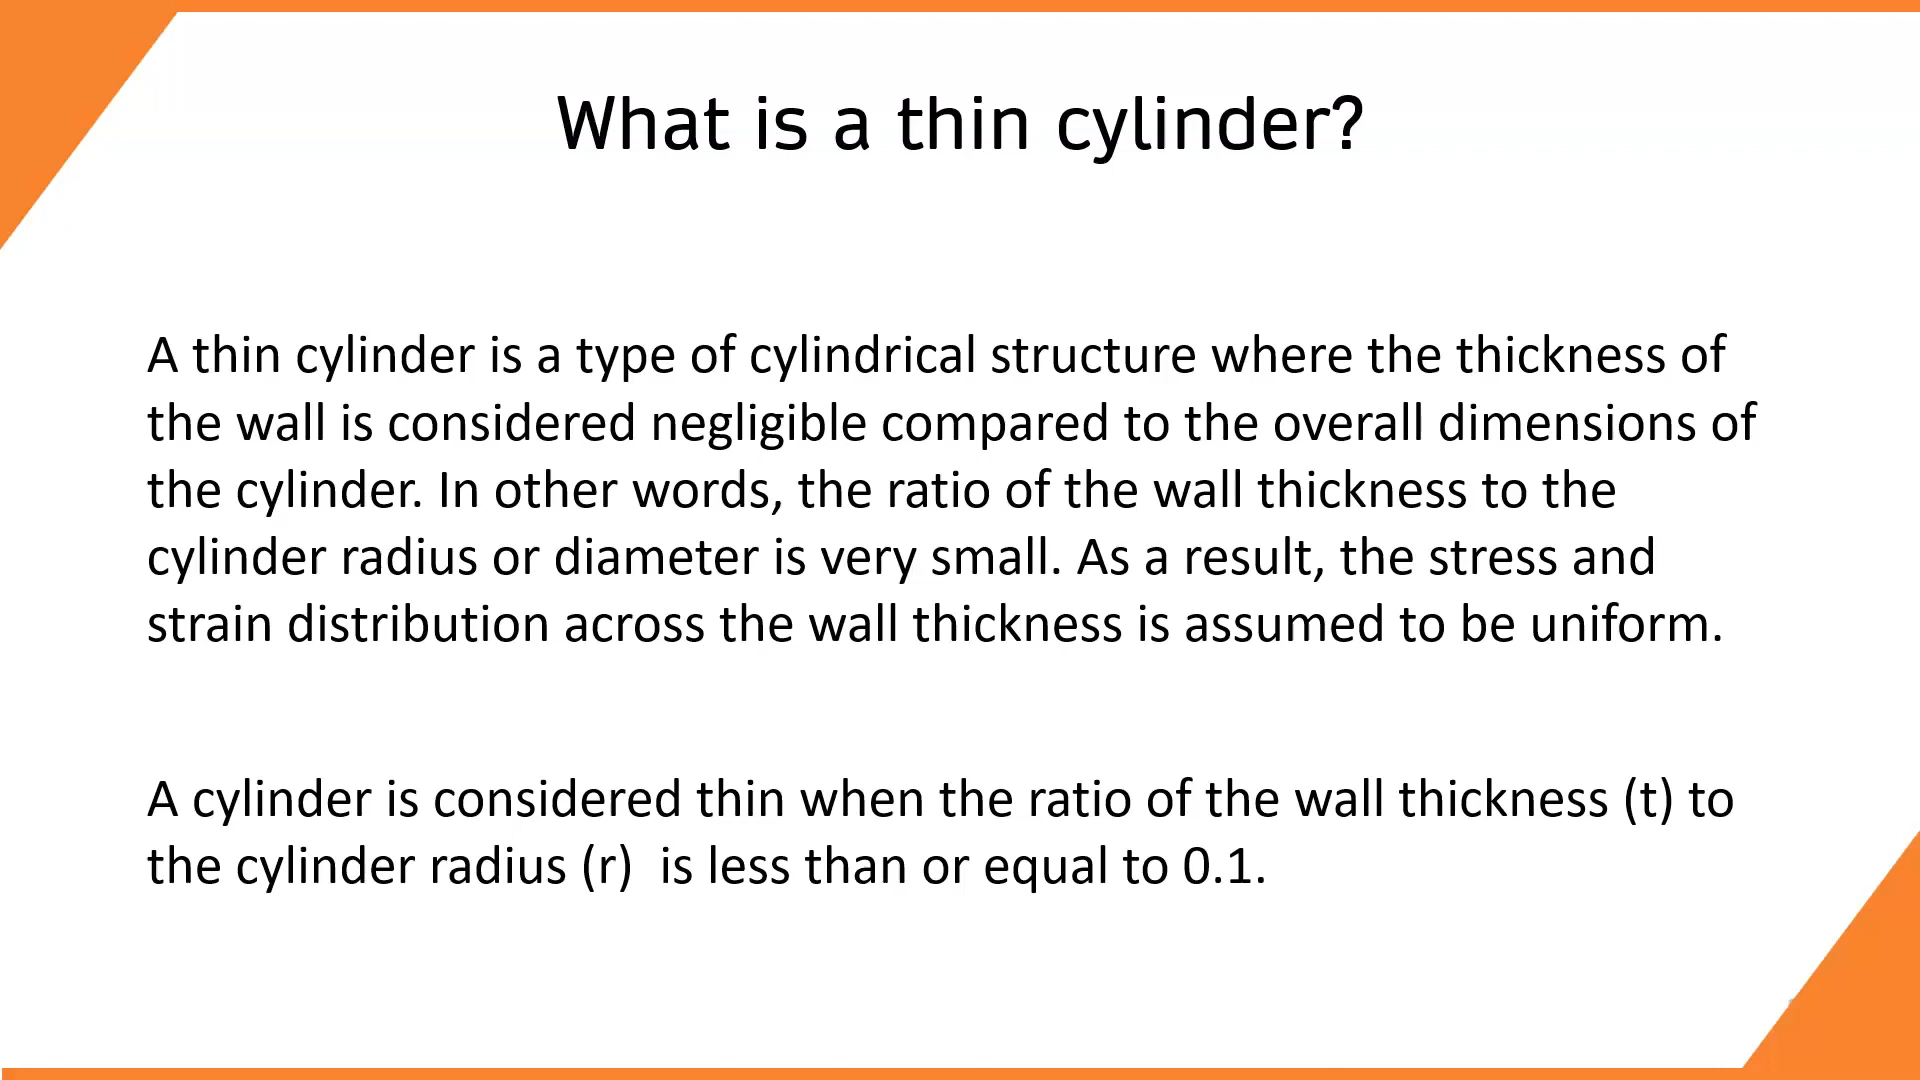 What is a thin cylinder?
A thin cylinder is a type of cylindrical structure where the thickness of
the wall is considered negligible compared to the overall dimensions of
the cylinder. In other words, the ratio of the wall thickness to the
cylinder radius or diameter is very small. As a result, the stress and
strain distribution across the wall thickness is assumed to be uniform.
A cylinder is considered thin when the ratio of the wall thickness (t) to
the cylinder radius (r)  is less than or equal to 0.1.